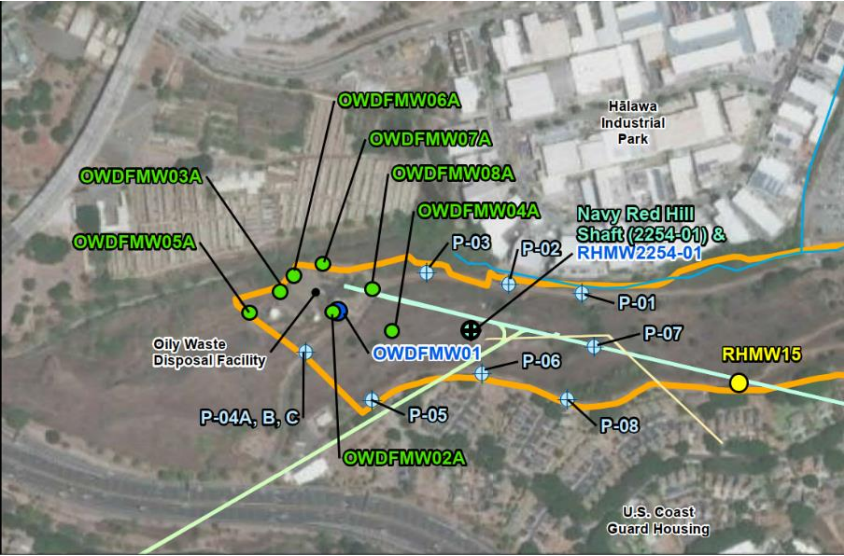 OWDFMW06A
Hālawa
Industrial
Park
OWDFMW07A
OWDFMW03A
OWDFMW08A
OWDFMW04A
Navy Red Hill
Shaft (2254-01) &
RHMW2254-01
OWDFMW05A
P-03
P-02
P-01
P-07
Oily Waste
Disposal Facility
OWDFMW01
P-06
RHMW15
P-04A, B, C
P-05
P-08
OWDFMW02A
U.S. Coast
Guard Housing